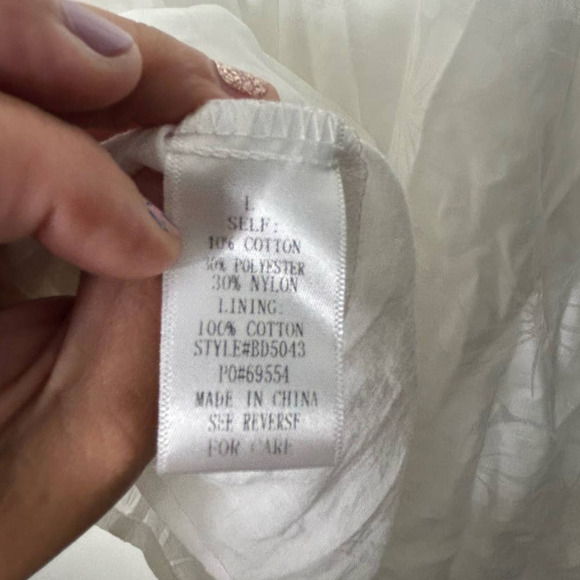 L
SELF:
10% COTTON
POLYESTER
30% NYLON
LINING:
100% COTTON
STYLE#BD5043
PO#69554
MADE IN CHINA
SEE REVERSE
FOR CARE